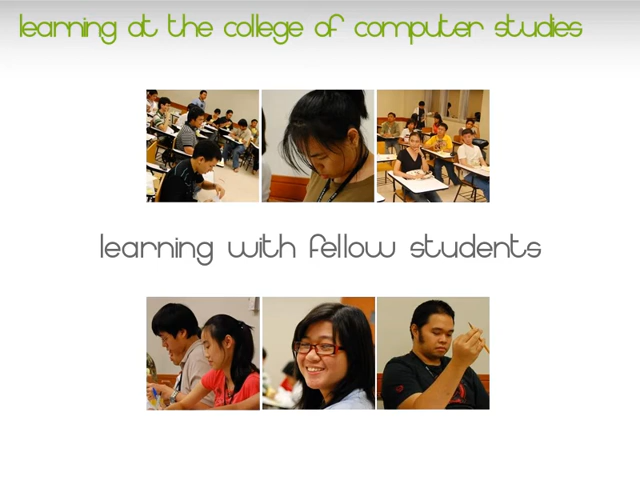 learning at the college of computer studies
learning with fellow students